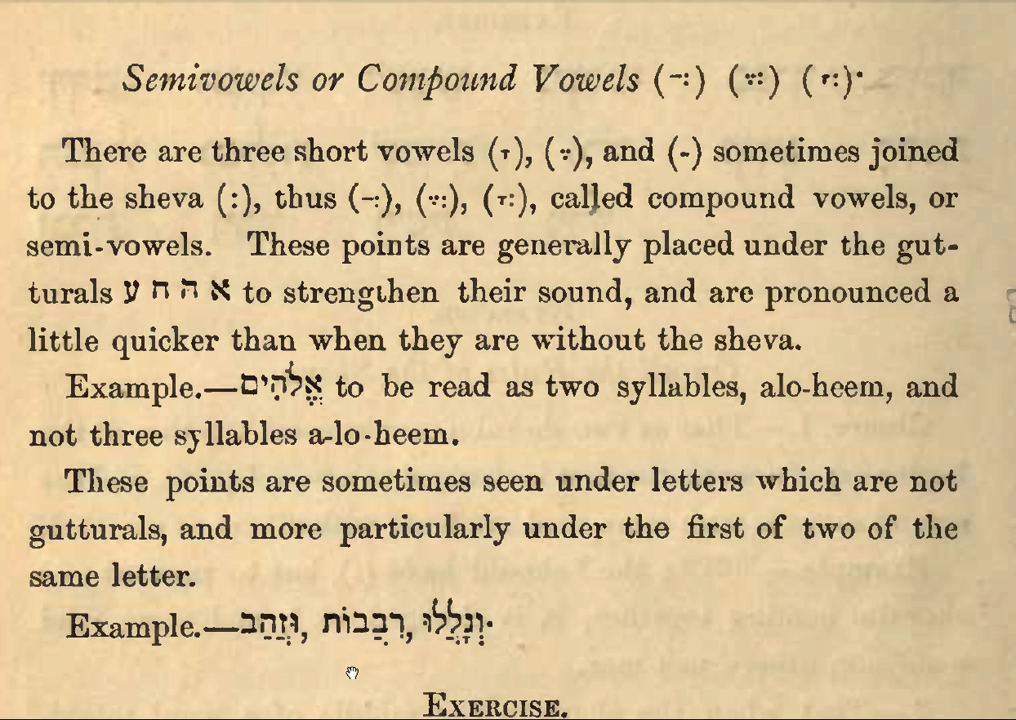 Semivowels or Compound Vowels (-:) (ֶ:) (ָ:)·
There are three short vowels (ָ), (ֶ), and (-) sometimes joined
to the sheva (:), thus (-:), (ֶ:), (ָ:), called compound vowels, or
semi-vowels. These points are generally placed under the gut-
turals א ה ח ע to strengthen their sound, and are pronounced a
little quicker than when they are without the sheva.
Example.—אֱלֹהִים to be read as two syllables, alo-heem, and
not three syllables a-lo-heem.
These points are sometimes seen under letters which are not
gutturals, and more particularly under the first of two of the
same letter.
Example.—וּזֲהַב, רִבֲבוֹת, וְנָלֲלוּ·
EXERCISE.